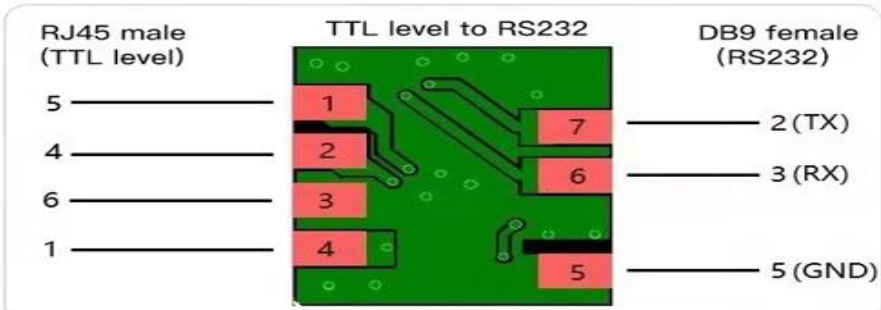 RJ45 male
(TTL level)
TTL level to RS232
DB9 female
(RS232)
5
1
4
2
6
3
1
4
7
2 (TX)
6
3 (RX)
5
5 (GND)